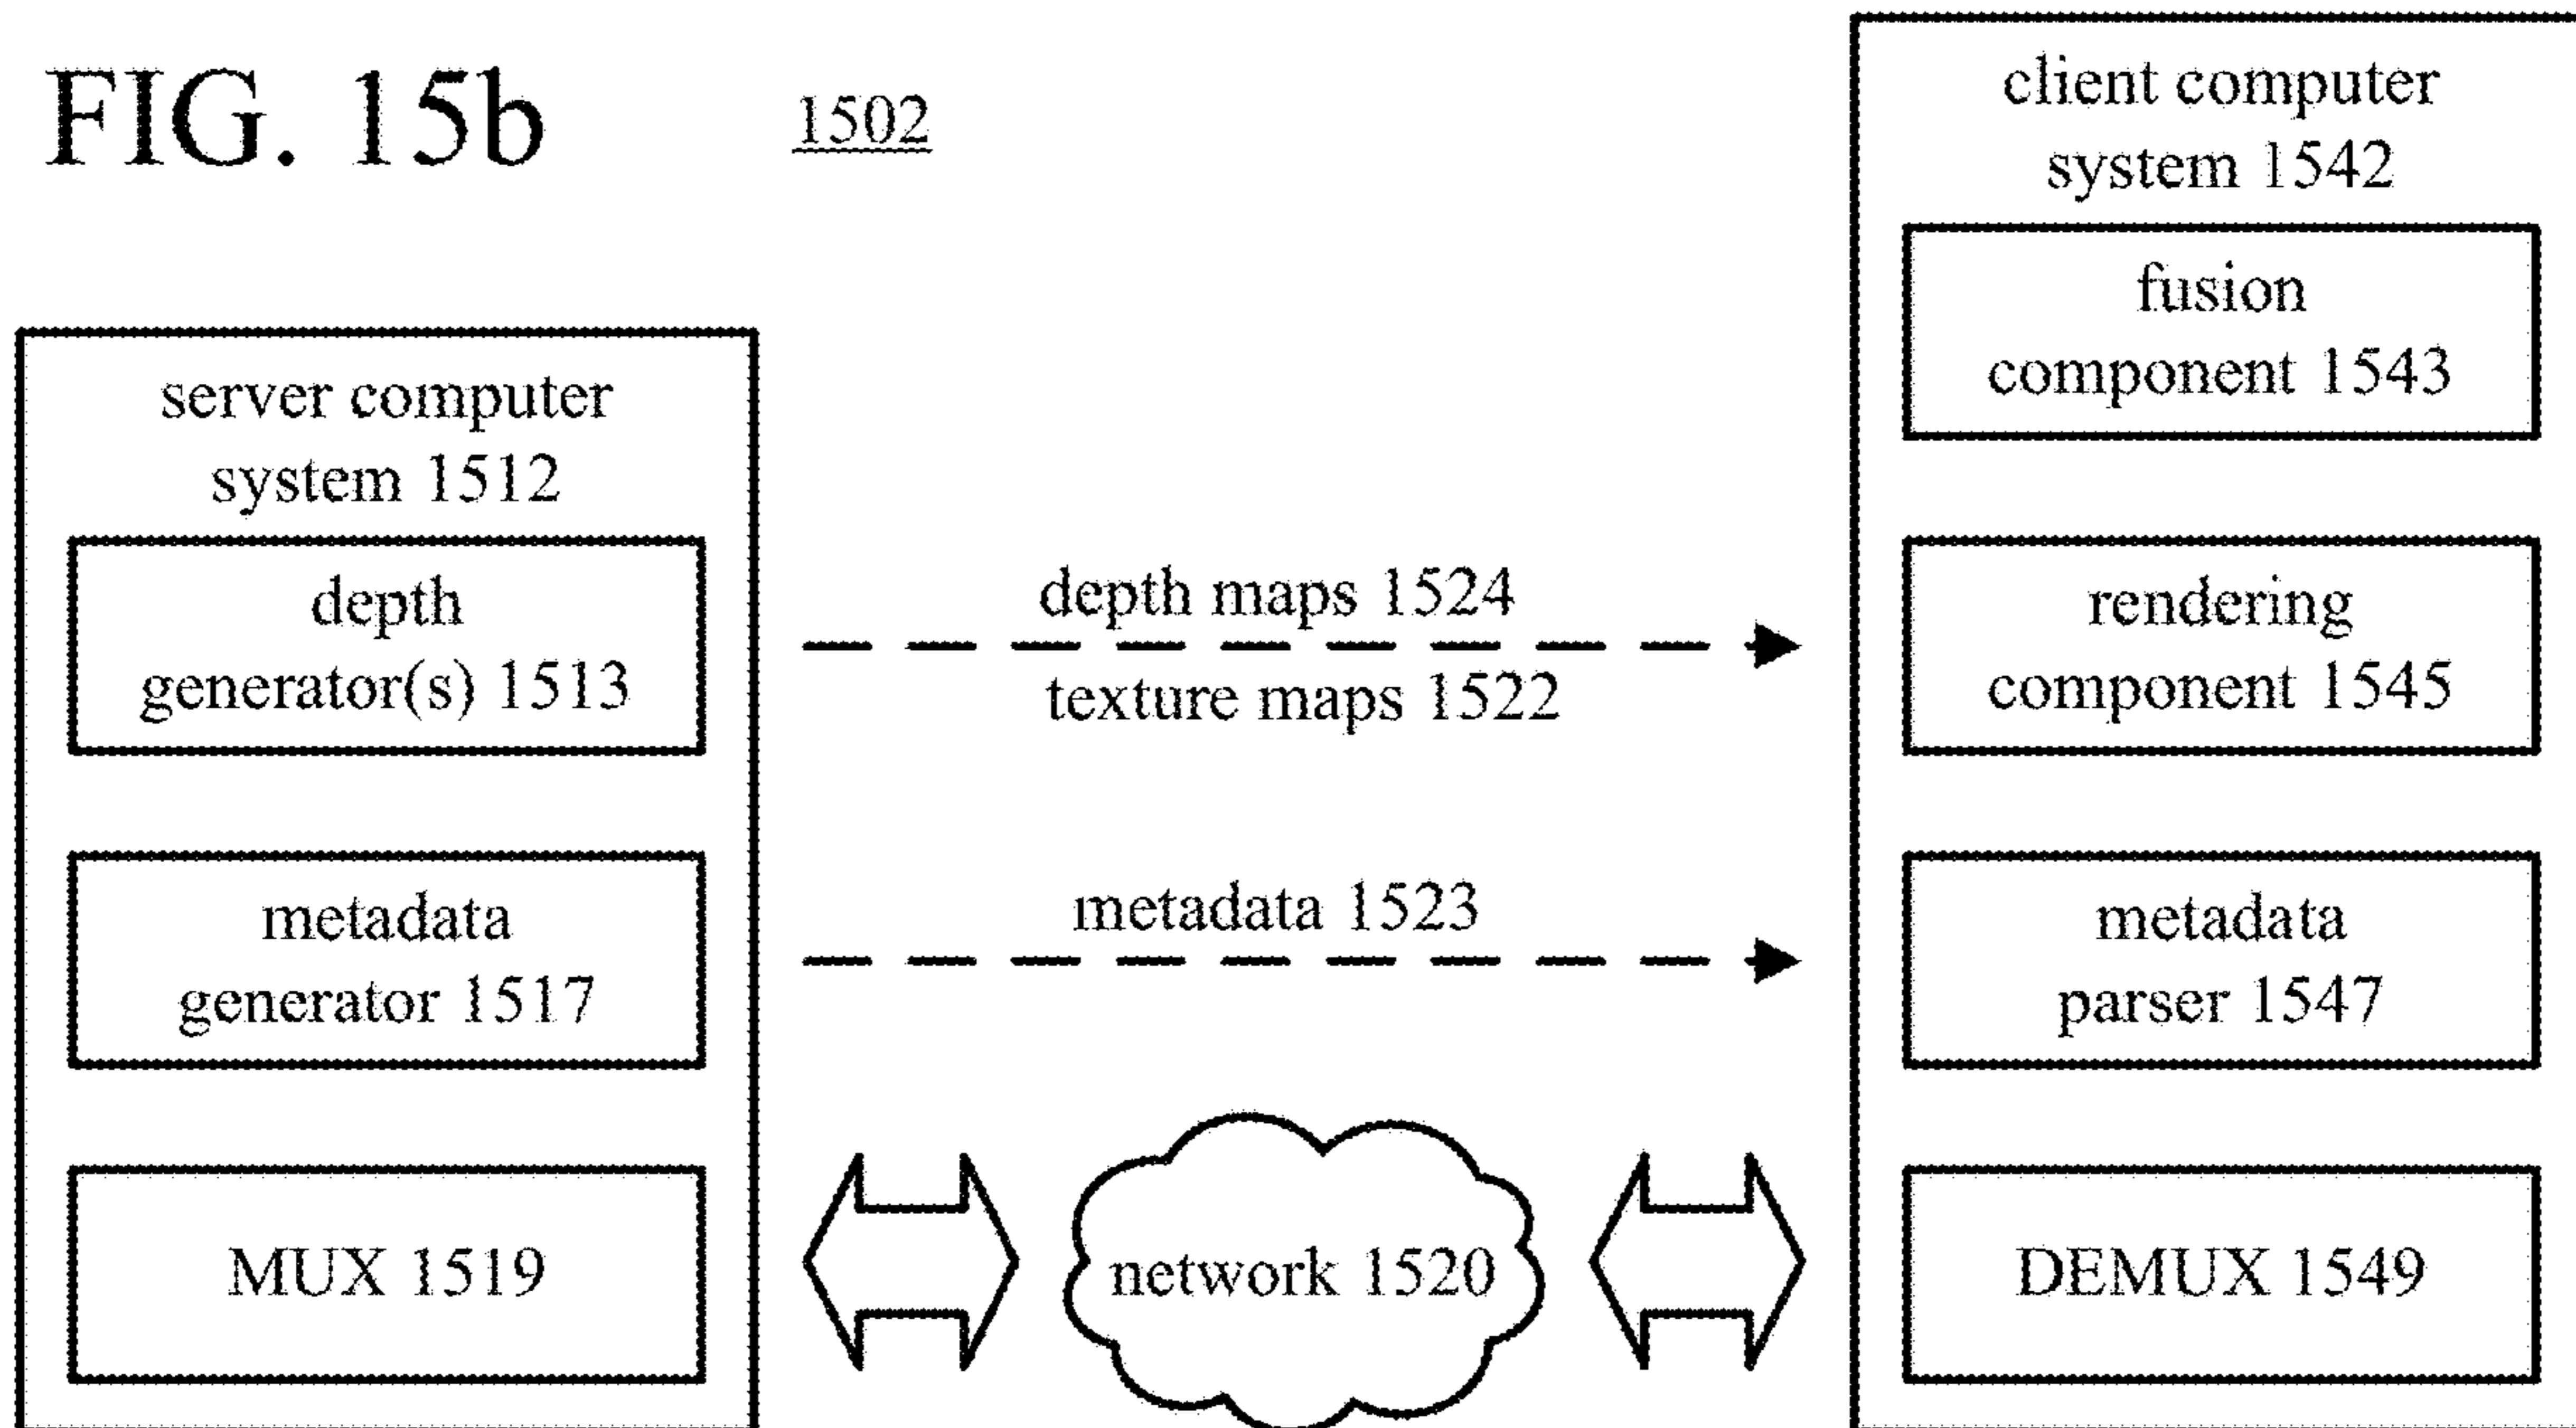 FIG. 15b
1502
server computer
system 1512
depth
generator(s) 1513
metadata
generator 1517
MUX 1519
depth maps 1524
texture maps 1522
metadata 1523
network 1520
client computer
system 1542
fusion
component 1543
rendering
component 1545
metadata
parser 1547
DEMUX 1549